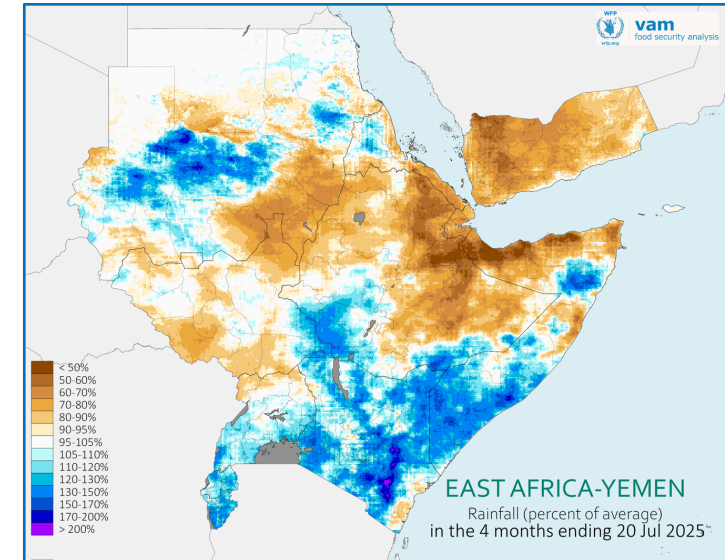 WFP
wfp.org
vam
food security analysis
< 50%
50-60%
60-70%
70-80%
80-90%
90-95%
95-105%
105-110%
110-120%
120-130%
130-150%
150-170%
170-200%
> 200%
EAST AFRICA-YEMEN
Rainfall (percent of average)
in the 4 months ending 20 Jul 2025